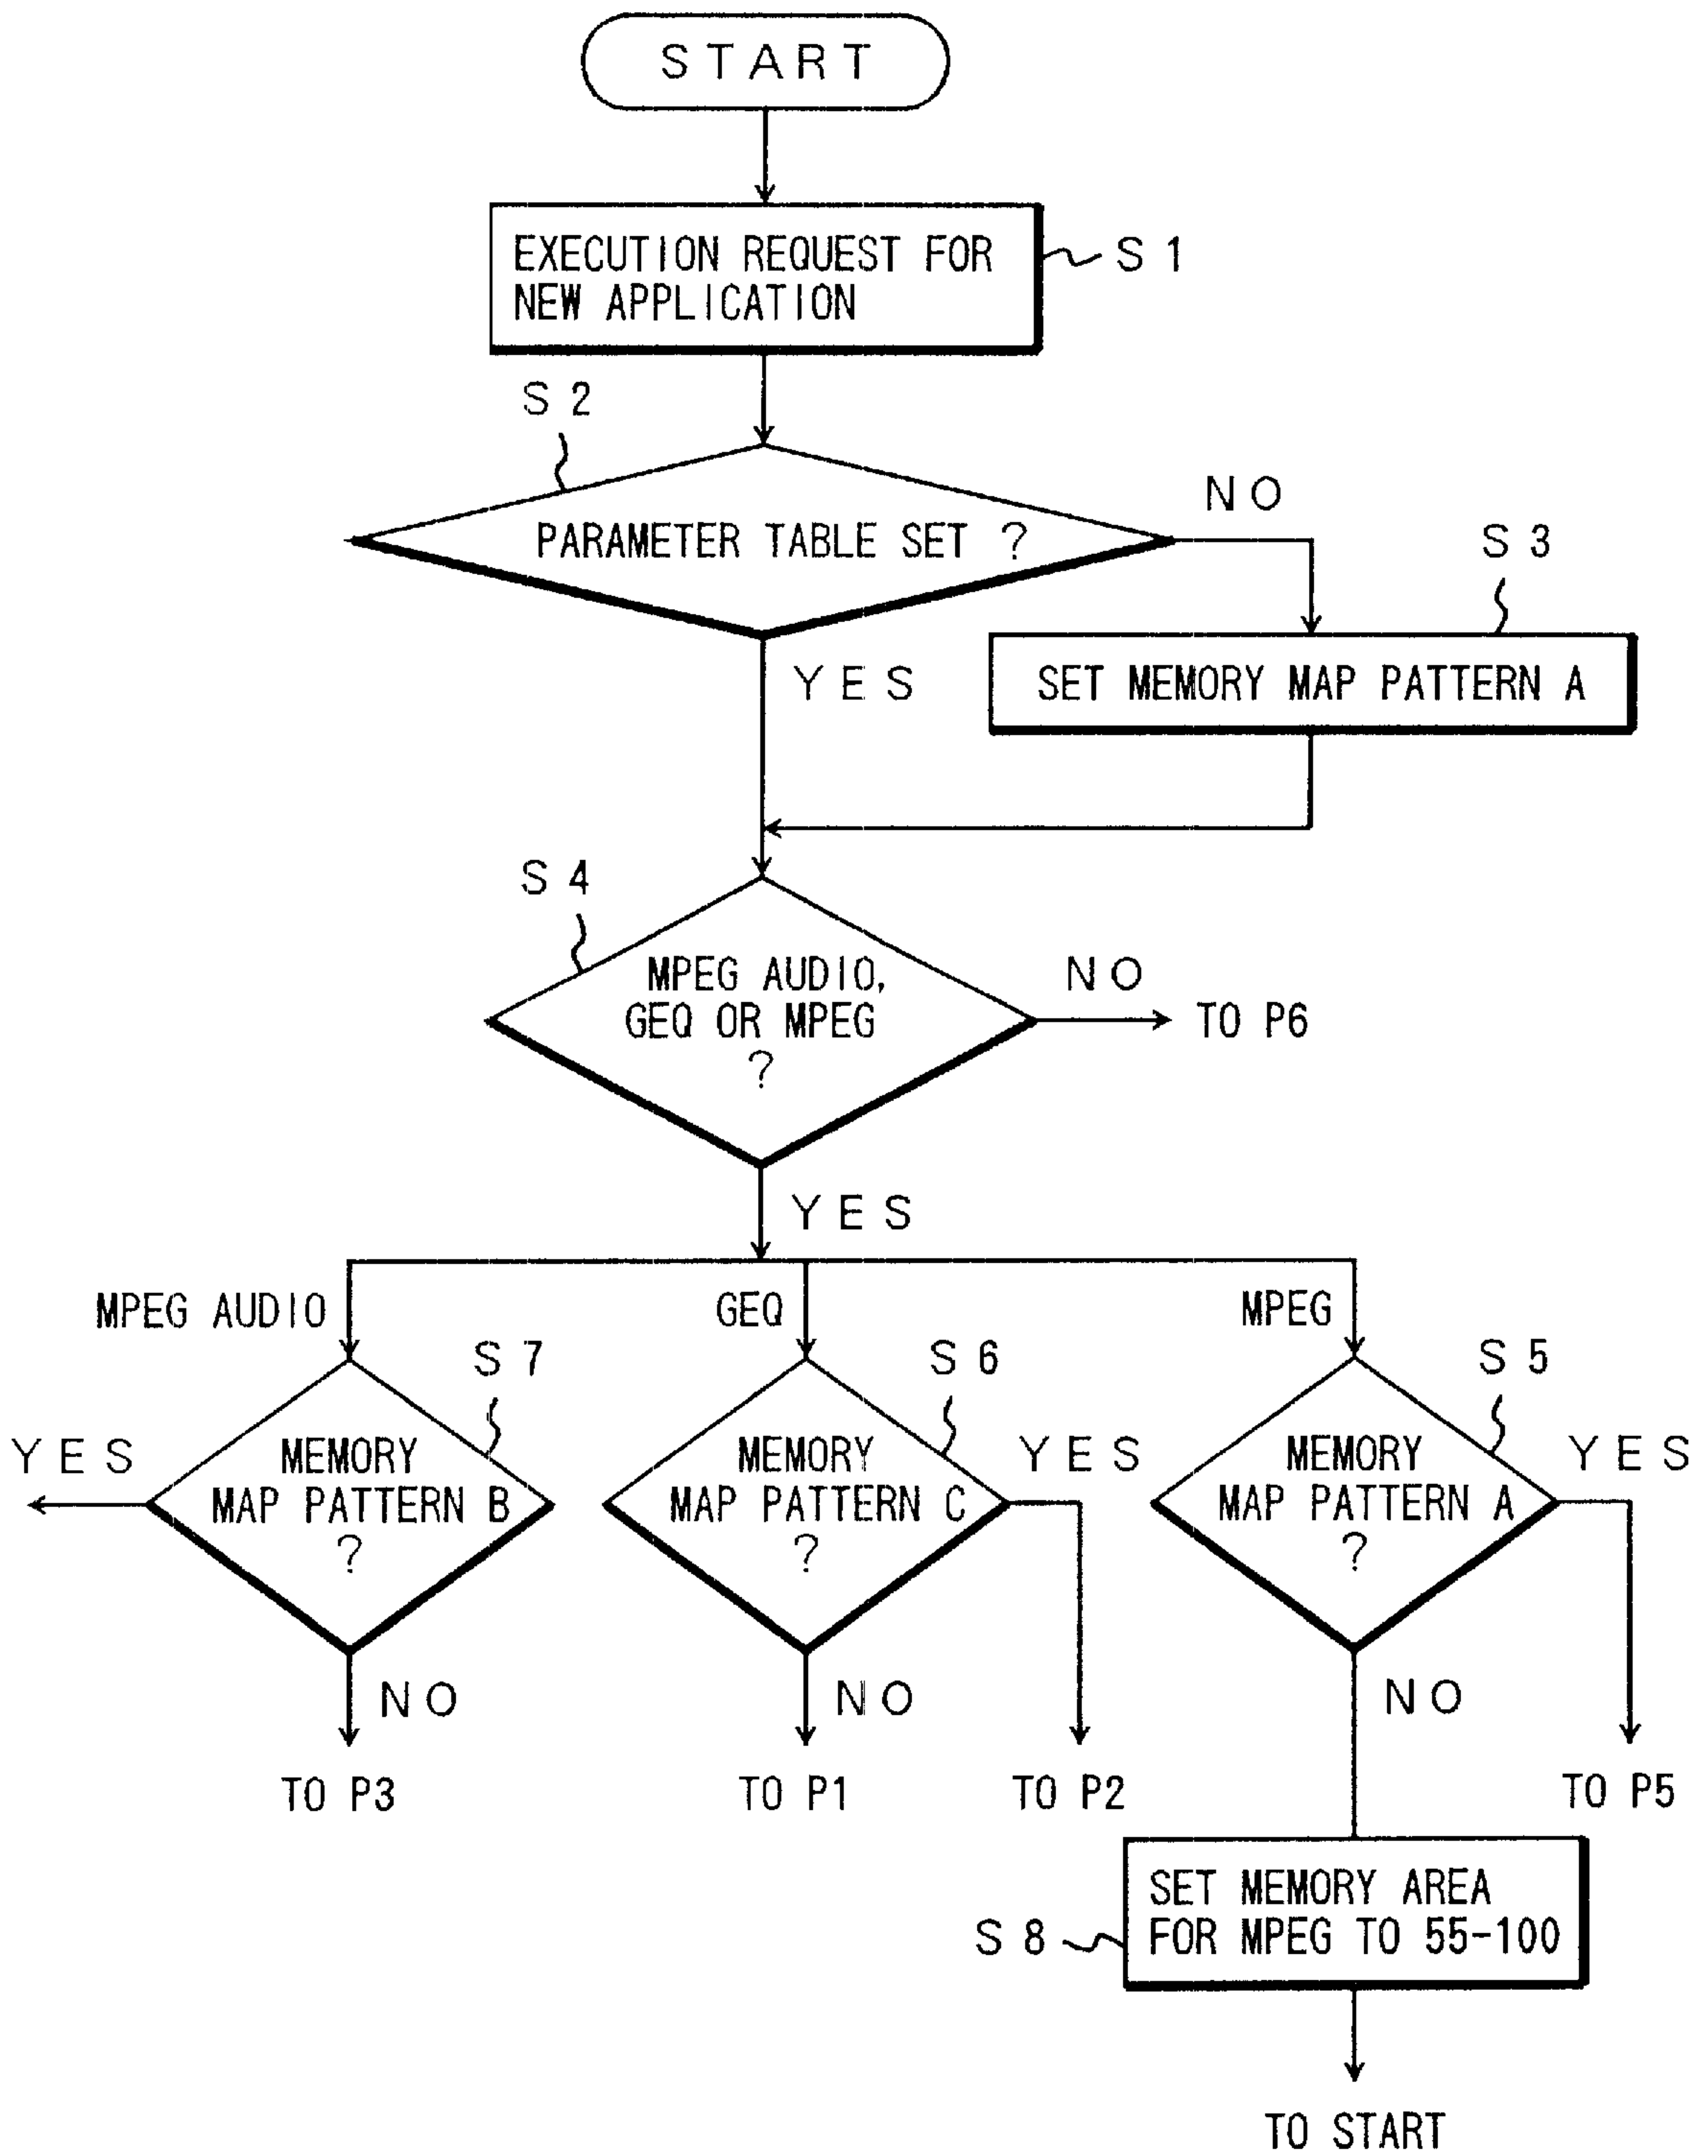 START
EXECUTION REQUEST FOR
NEW APPLICATION
S1
S2
PARAMETER TABLE SET ?
NO
S3
YES
SET MEMORY MAP PATTERN A
S4
MPEG AUDIO,
GEQ OR MPEG
?
NO
TO P6
YES
MPEG AUDIO
GEQ
MPEG
S7
S6
S5
YES
MEMORY
MAP PATTERN B
?
MEMORY
MAP PATTERN C
?
YES
MEMORY
MAP PATTERN A
?
YES
NO
NO
NO
TO P3
TO P1
TO P2
TO P5
SET MEMORY AREA
FOR MPEG TO 55-100
S8
TO START